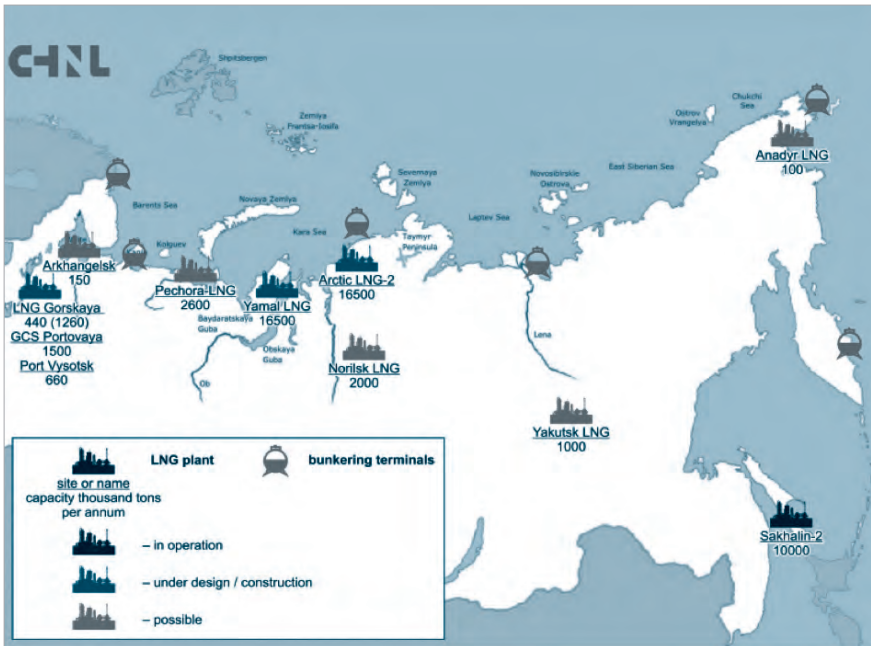 CHNL
Shpitsbergen
Zemlya
Frantsa-Iosifa
Chukchi
Sea
Ostrov
Vrangelya
Anadyr LNG
100
Severnaya
Zemlya
Novosibirskie
Ostrova
East Siberian Sea
Barents Sea
Novaya Zemlya
Kara Sea
Laptev Sea
Taymyr
Peninsula
Kolguev
Arkhangelsk
150
Pechora-LNG
2600
Yamal LNG
16500
Arctic LNG-2
16500
LNG Gorskaya
440 (1260)
GCS Portovaya
1500
Port Vysotsk
660
Baydaratskaya
Guba
Obskaya
Guba
Ob
Lena
Norilsk LNG
2000
Yakutsk LNG
1000
Sakhalin-2
10000
LNG plant
bunkering terminals
site or name
capacity thousand tons
per annum
– in operation
– under design / construction
– possible